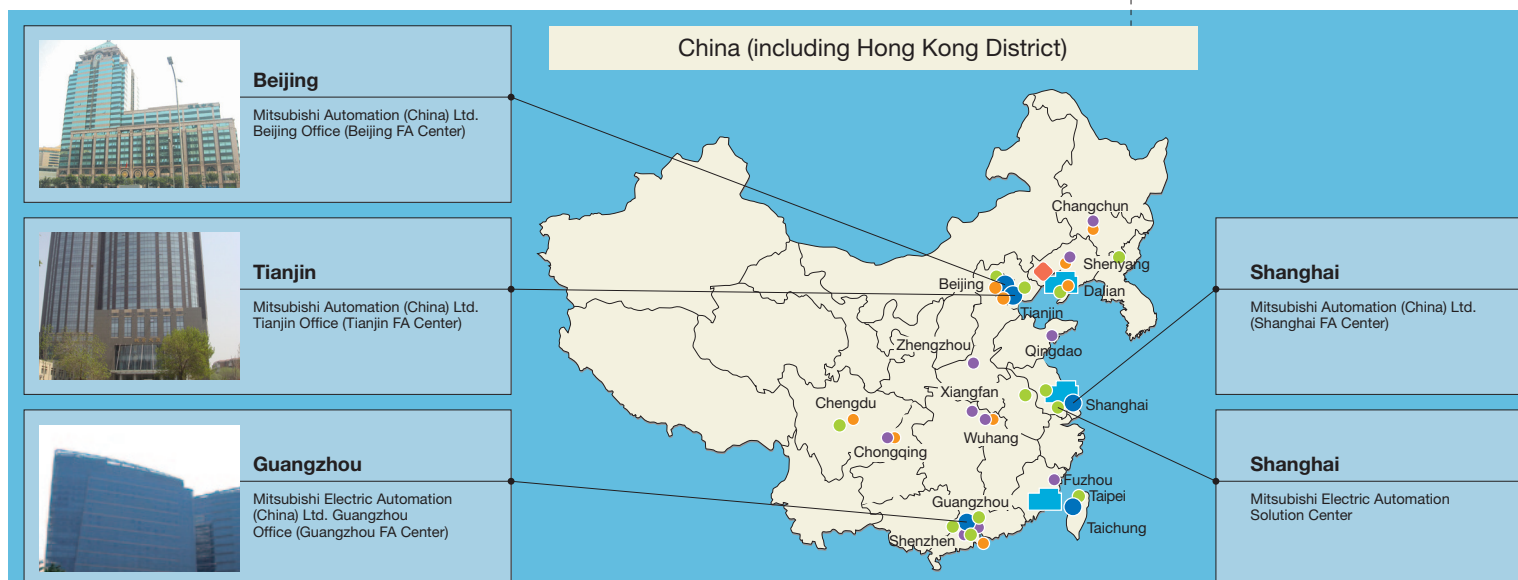 China (including Hong Kong District)
Beijing
Mitsubishi Automation (China) Ltd.
Beijing Office (Beijing FA Center)
Tianjin
Mitsubishi Automation (China) Ltd.
Tianjin Office (Tianjin FA Center)
Guangzhou
Mitsubishi Electric Automation
(China) Ltd. Guangzhou
Office (Guangzhou FA Center)
Changchun
Shenyang
Beijing
Dalian
Tianjin
Zhengzhou
Qingdao
Xiangfan
Chengdu
Shanghai
Wuhang
Chongqing
Fuzhou
Guangzhou
Taipei
Taichung
Shenzhen
Shanghai
Mitsubishi Automation (China) Ltd.
(Shanghai FA Center)
Shanghai
Mitsubishi Electric Automation
Solution Center